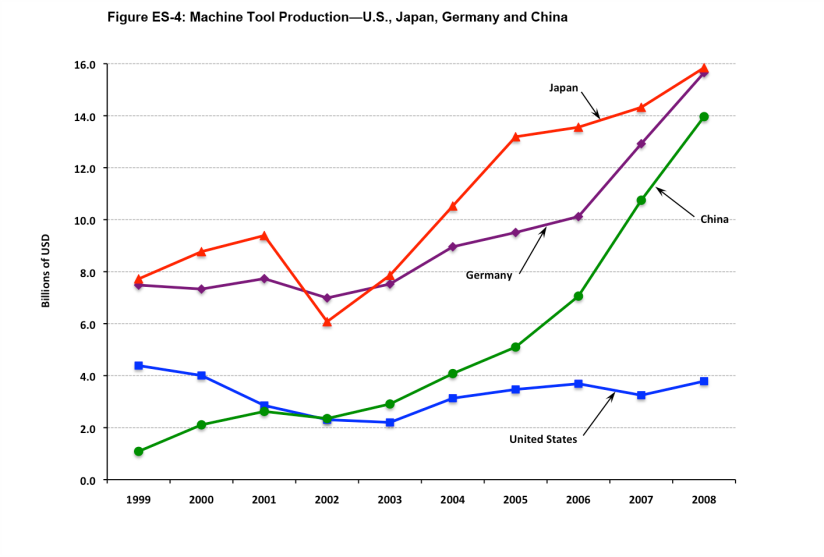 Figure ES-4: Machine Tool Production—U.S., Japan, Germany and China
16.0
14.0
12.0
10.0
8.0
6.0
4.0
2.0
0.0
Billions of USD
Japan
China
Germany
United States
1999 2000 2001 2002 2003 2004 2005 2006 2007 2008